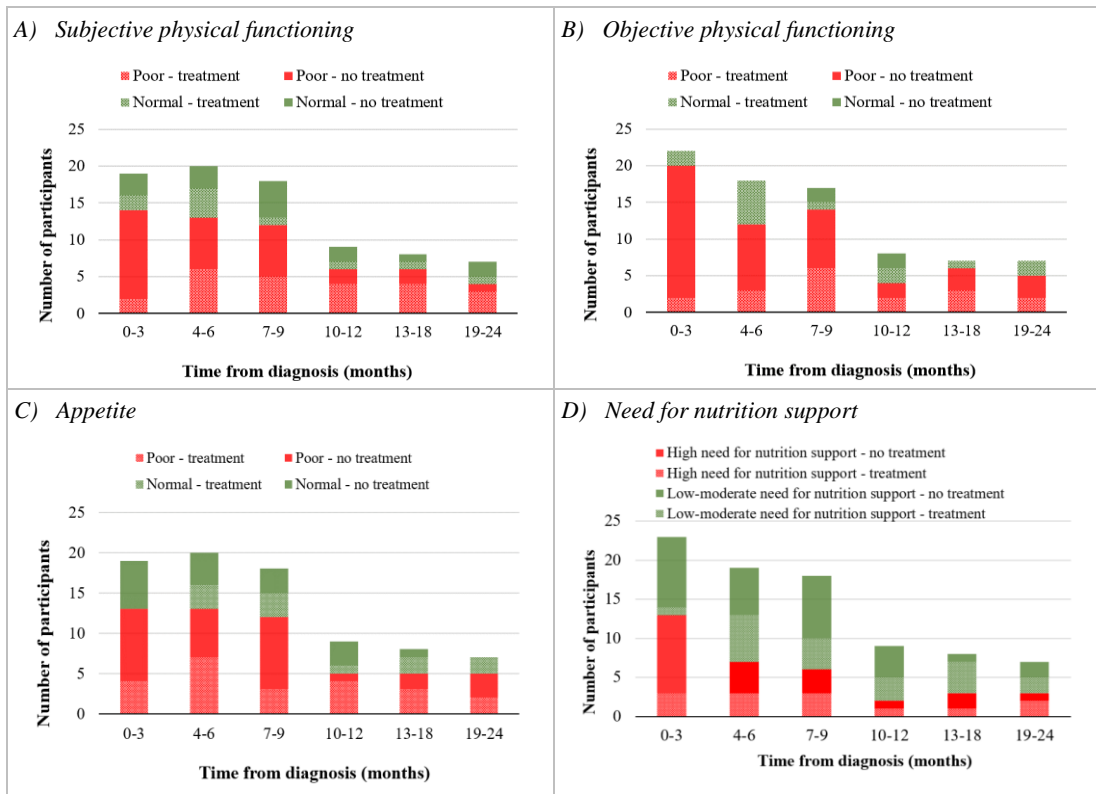 A) Subjective physical functioning
Poor - treatment Poor - no treatment
Normal - treatment Normal - no treatment
25
20
15
10
5
0
Number of participants
0-3 4-6 7-9 10-12 13-18 19-24
Time from diagnosis (months)
B) Objective physical functioning
Poor - treatment Poor - no treatment
Normal - treatment Normal - no treatment
25
20
15
10
5
0
Number of participants
0-3 4-6 7-9 10-12 13-18 19-24
Time from diagnosis (months)
C) Appetite
Poor - treatment Poor - no treatment
Normal - treatment Normal - no treatment
25
20
15
10
5
0
Number of participants
0-3 4-6 7-9 10-12 13-18 19-24
Time from diagnosis (months)
D) Need for nutrition support
High need for nutrition support - no treatment
High need for nutrition support - treatment
Low-moderate need for nutrition support - no treatment
Low-moderate need for nutrition support - treatment
25
20
15
10
5
0
Number of participants
0-3 4-6 7-9 10-12 13-18 19-24
Time from diagnosis (months)